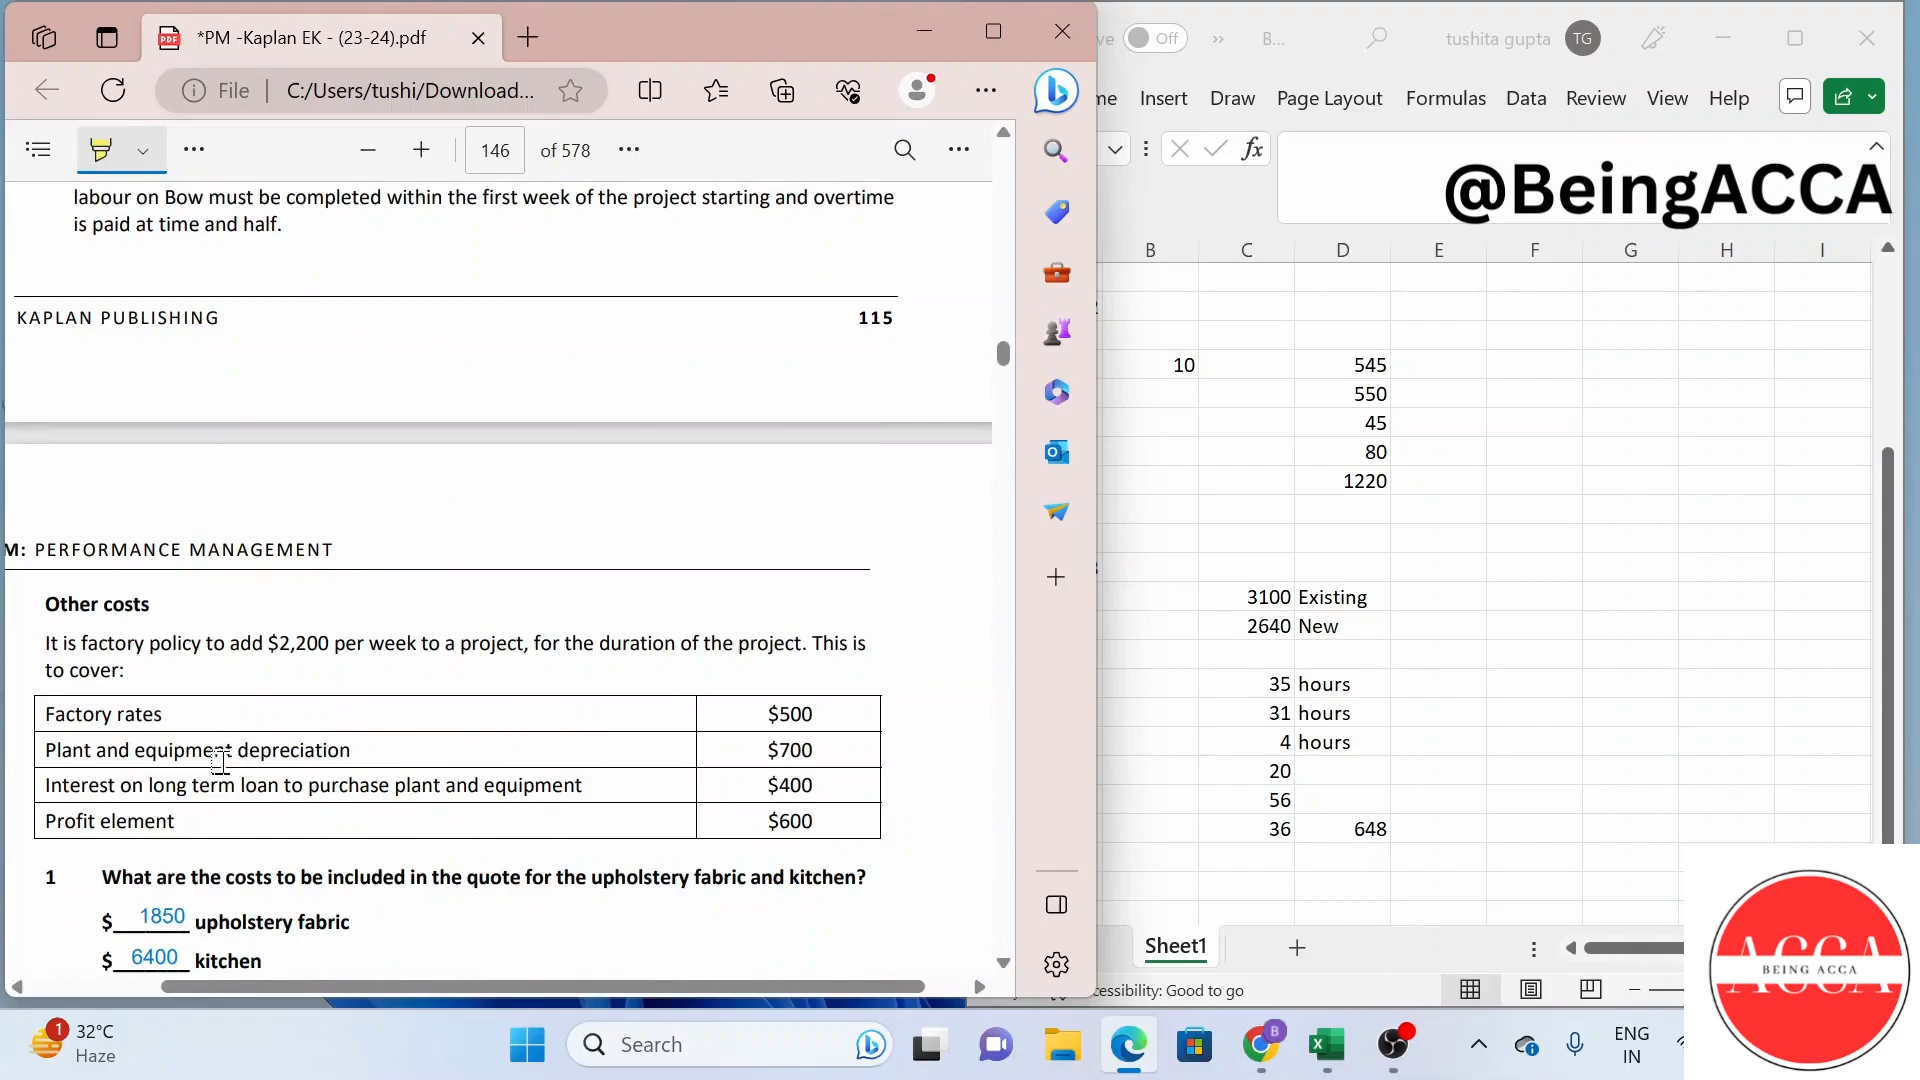 *PM -Kaplan EK - (23-24).pdf
File
C:/Users/tushi/Download...
146 of 578
labour on Bow must be completed within the first week of the project starting and overtime
is paid at time and half.
KAPLAN PUBLISHING 115
M: PERFORMANCE MANAGEMENT
Other costs
It is factory policy to add $2,200 per week to a project, for the duration of the project. This is
to cover:
Factory rates $500
Plant and equipment depreciation $700
Interest on long term loan to purchase plant and equipment $400
Profit element $600
1 What are the costs to be included in the quote for the upholstery fabric and kitchen?
$ 1850 upholstery fabric
$ 6400 kitchen
ve Off » B... tushita gupta TG
me Insert Draw Page Layout Formulas Data Review View Help
fx
@BeingACCA
B C D E F G H I
10 545
550
45
80
1220
3100 Existing
2640 New
35 hours
31 hours
4 hours
20
56
36 648
Sheet1
cessibility: Good to go
ACCA
BEING ACCA
ACCA
1
32°C
Haze
Search
B
ENG
IN